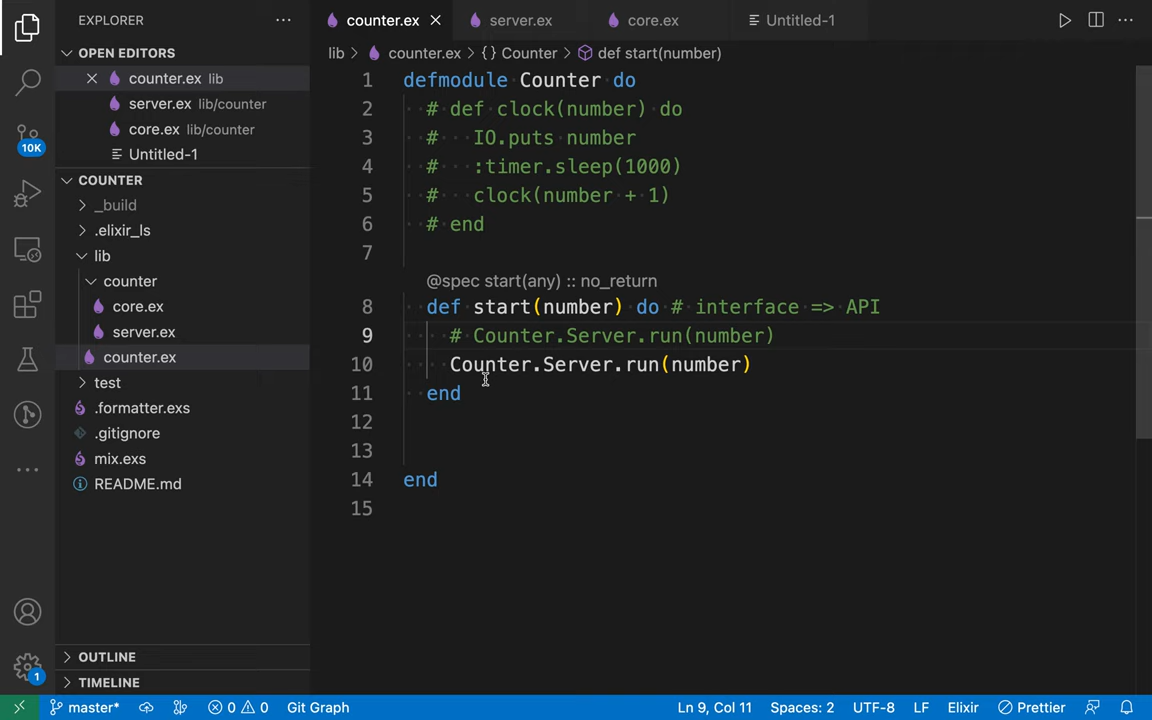 EXPLORER
OPEN EDITORS
counter.ex lib
server.ex lib/counter
core.ex lib/counter
Untitled-1
COUNTER
_build
.elixir_ls
lib
counter
core.ex
server.ex
counter.ex
test
.formatter.exs
.gitignore
mix.exs
README.md
OUTLINE
TIMELINE
10K
1
counter.ex server.ex core.ex Untitled-1
lib > counter.ex > {} Counter > def start(number)
1 defmodule Counter do
2 # def clock(number) do
3 # IO.puts number
4 # :timer.sleep(1000)
5 # clock(number + 1)
6 # end
7
@spec start(any) :: no_return
8 def start(number) do # interface => API
9 # Counter.Server.run(number)
10 Counter.Server.run(number)
11 end
12
13
14 end
15
master* 0 0 Git Graph Ln 9, Col 11 Spaces: 2 UTF-8 LF Elixir Prettier